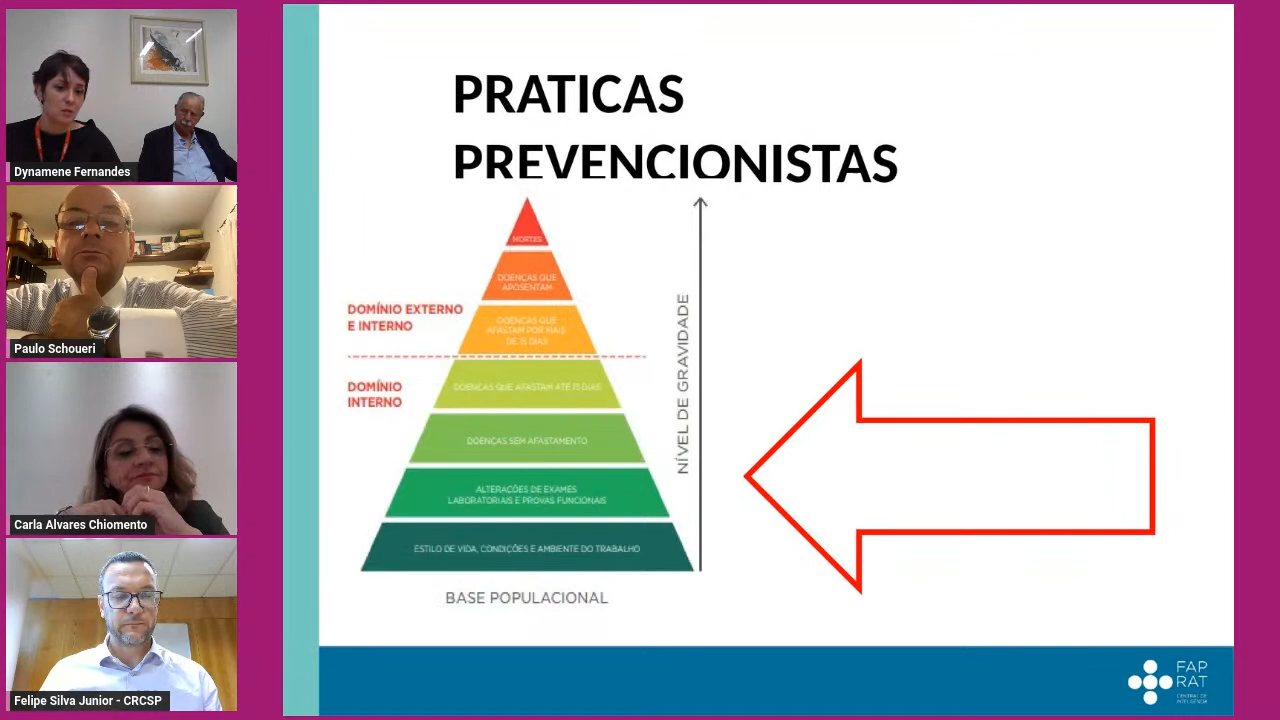 Dynamene Fernandes
Paulo Schoueri
Carla Alvares Chiomento
Felipe Silva Junior - CRCSP
PRATICAS
PREVENCIONISTAS
MORTES
DOENÇAS QUE
APOSENTAM
DOENÇAS QUE
AFASTAM POR MAIS
DE 15 DIAS
DOMÍNIO EXTERNO
E INTERNO
DOMÍNIO
INTERNO
DOENÇAS QUE AFASTAM ATÉ 15 DIAS
DOENÇAS SEM AFASTAMENTO
ALTERAÇÕES DE EXAMES
LABORATORIAIS E PROVAS FUNCIONAIS
ESTILO DE VIDA, CONDIÇÕES E AMBIENTE DO TRABALHO
NÍVEL DE GRAVIDADE
BASE POPULACIONAL
FAP
RAT
CENTRAL DE
INTELIGÊNCIA